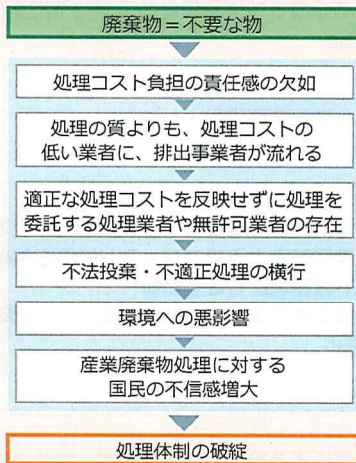 廃棄物＝不要な物
処理コスト負担の責任感の欠如
処理の質よりも、処理コストの
低い業者に、排出事業者が流れる
適正な処理コストを反映せずに処理を
委託する処理業者や無許可業者の存在
不法投棄・不適正処理の横行
環境への悪影響
産業廃棄物処理に対する
国民の不信感増大
処理体制の破綻